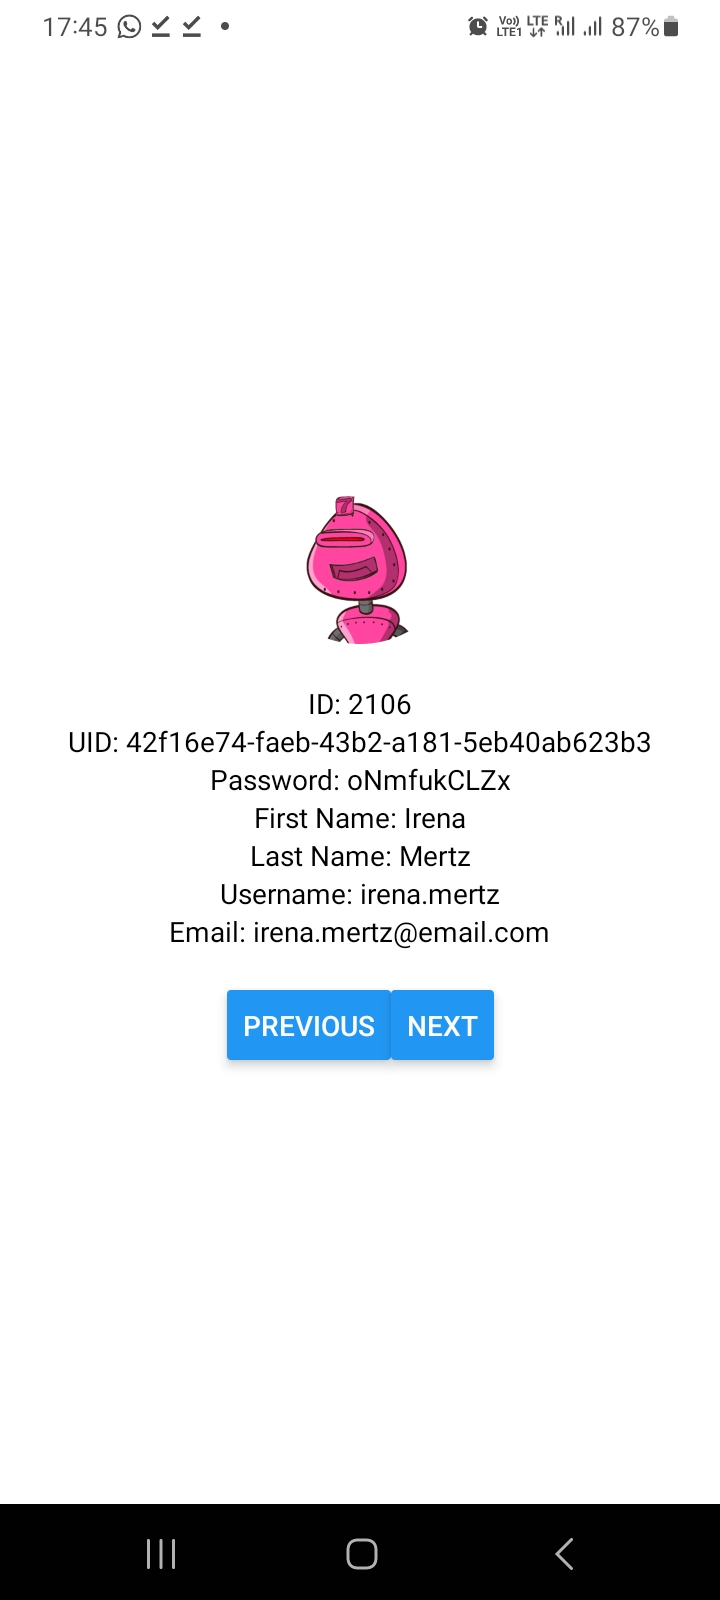 17:45 Vo)) LTE1 LTE R 87%
ID: 2106
UID: 42f16e74-faeb-43b2-a181-5eb40ab623b3
Password: oNmfukCLZx
First Name: Irena
Last Name: Mertz
Username: irena.mertz
Email: irena.mertz@email.com
PREVIOUS NEXT